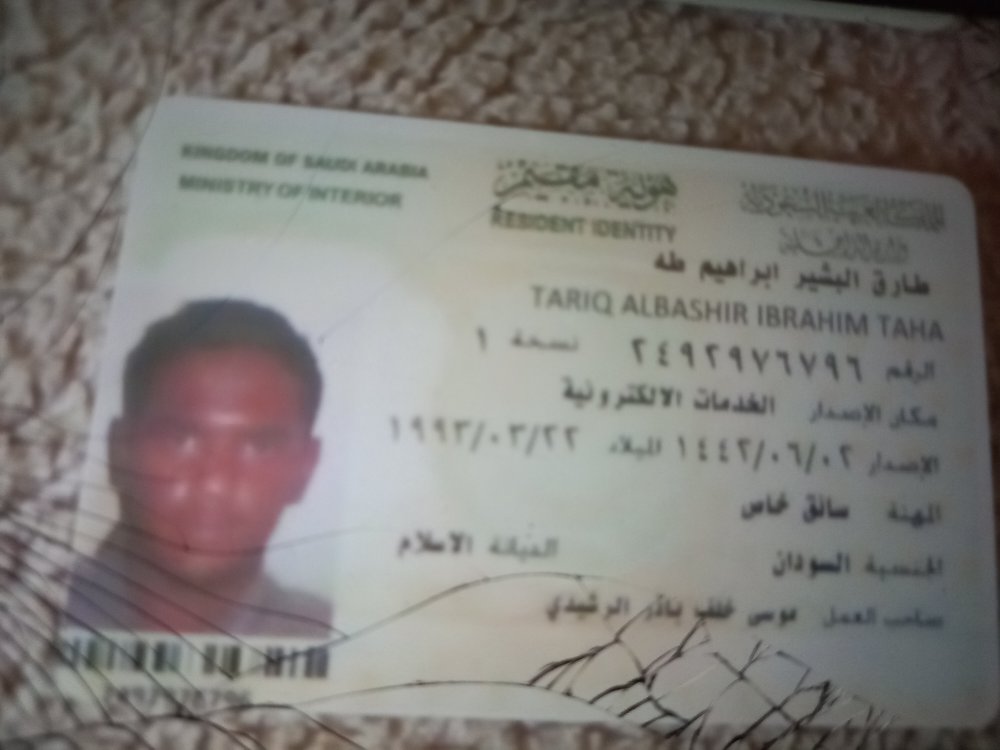 KINGDOM OF SAUDI ARABIA
MINISTRY OF INTERIOR
هوية مقيم
RESIDENT IDENTITY
المملكة العربية السعودية
وزارة الداخلية
طارق البشير ابراهيم طه
TARIQ ALBASHIR IBRAHIM TAHA
الرقم ٢٤٩٢٩٧٦٧٩٦ نسخة ١
مكان الإصدار الخدمات الالكترونية
الإصدار ١٤٤٢/٠٦/٠٢ الميلاد ١٩٩٣/٠٣/٢٢
المهنة سائق خاص
الجنسية السودان الديانة الاسلام
صاحب العمل موسى خلف الرشيدي